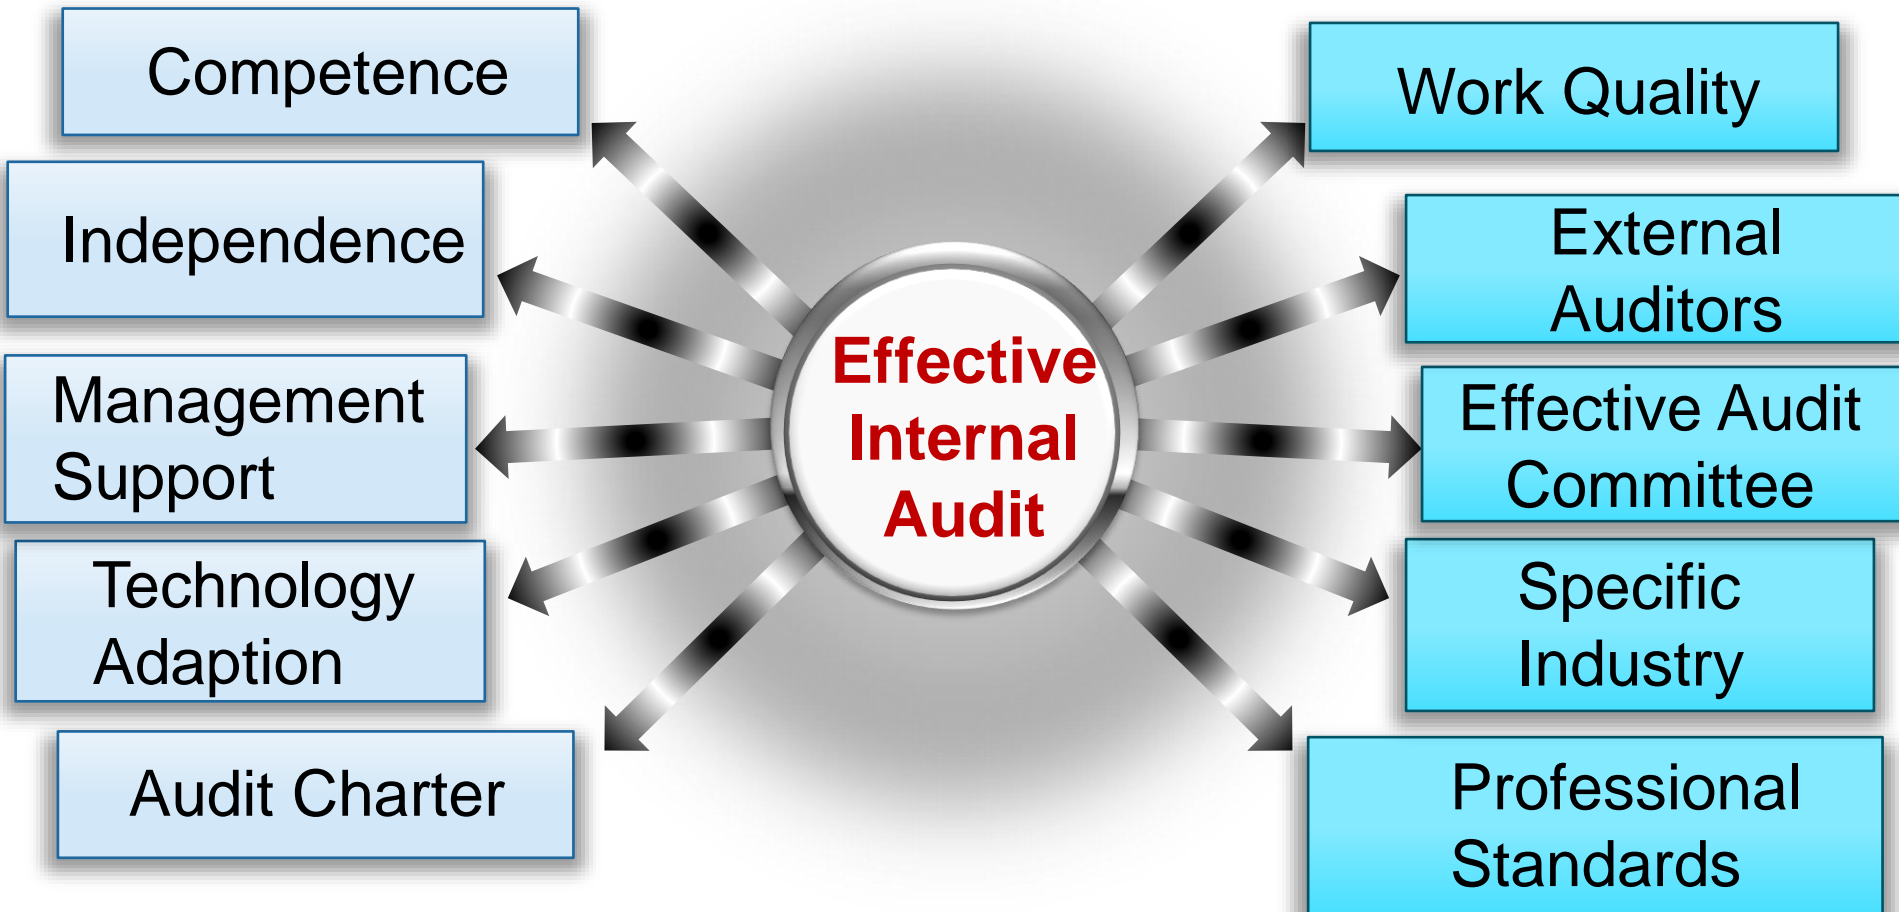 Competence
Independence
Management
Support
Technology
Adaption
Audit Charter
Effective
Internal
Audit
Work Quality
External
Auditors
Effective Audit
Committee
Specific
Industry
Professional
Standards